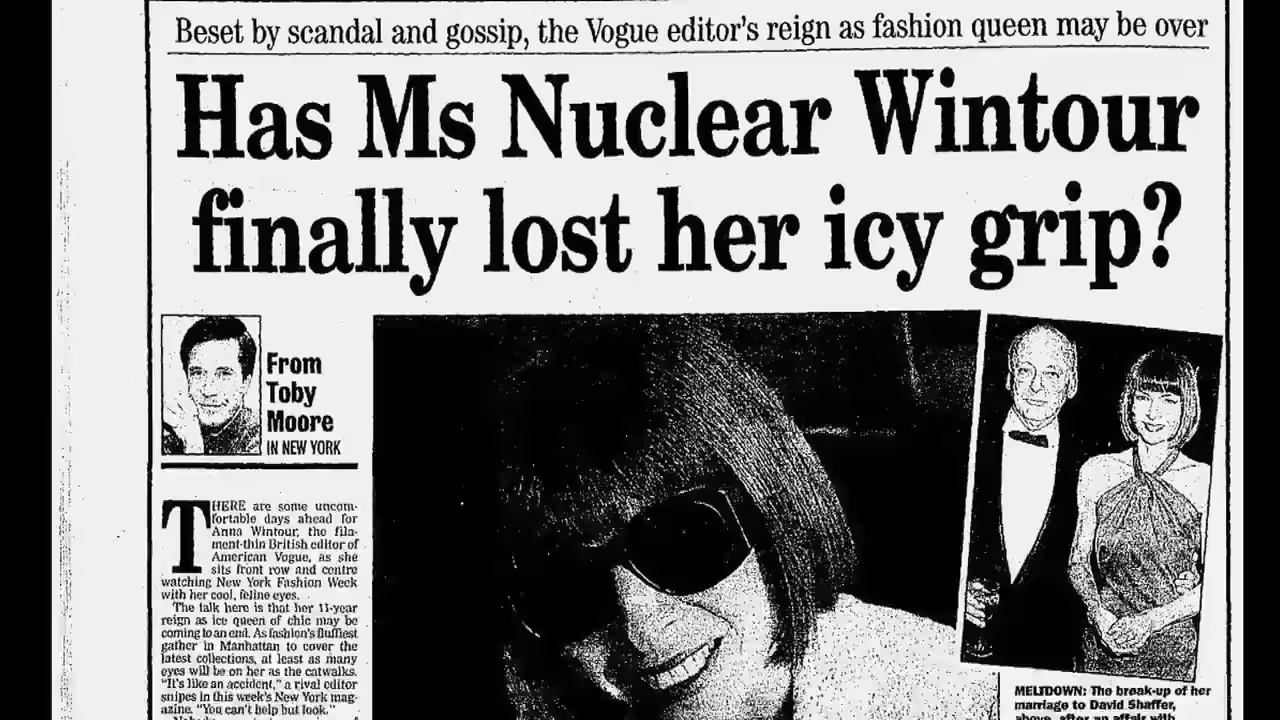 Beset by scandal and gossip, the Vogue editor's reign as fashion queen may be over
Has Ms Nuclear Wintour
finally lost her icy grip?
From
Toby
Moore
IN NEW YORK
THERE are some uncom-
fortable days ahead for
Anna Wintour, the fila-
ment-thin British editor of
American Vogue, as she
sits front row and centre
watching New York Fashion Week
with her cool, feline eyes.
The talk here is that her 11-year
reign as ice queen of chic may be
coming to an end. As fashion's fluffiest
gather in Manhattan to cover the
latest collections, at least as many
eyes will be on her as the catwalks.
"It's like an accident," a rival editor
snipes in this week's New York mag-
azine. "You can't help but look."
MELTDOWN: The break-up of her
marriage to David Shaffer,
above, after an affair with